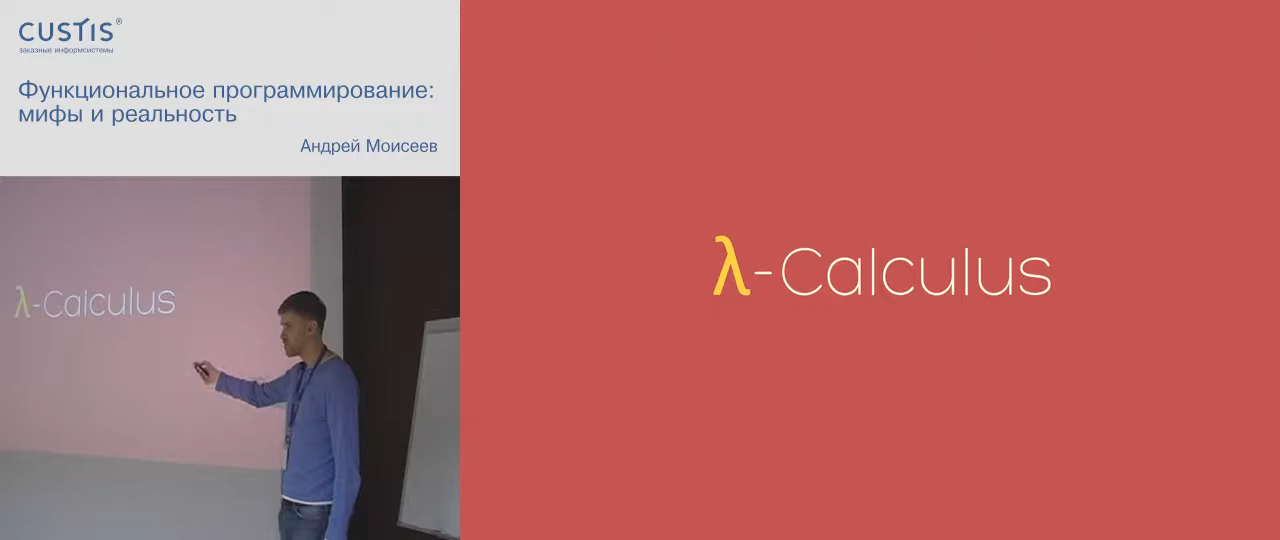 CUSTIS®
заказные информсистемы
Функциональное программирование:
мифы и реальность
Андрей Моисеев
λ-Calculus
λ-Calculus